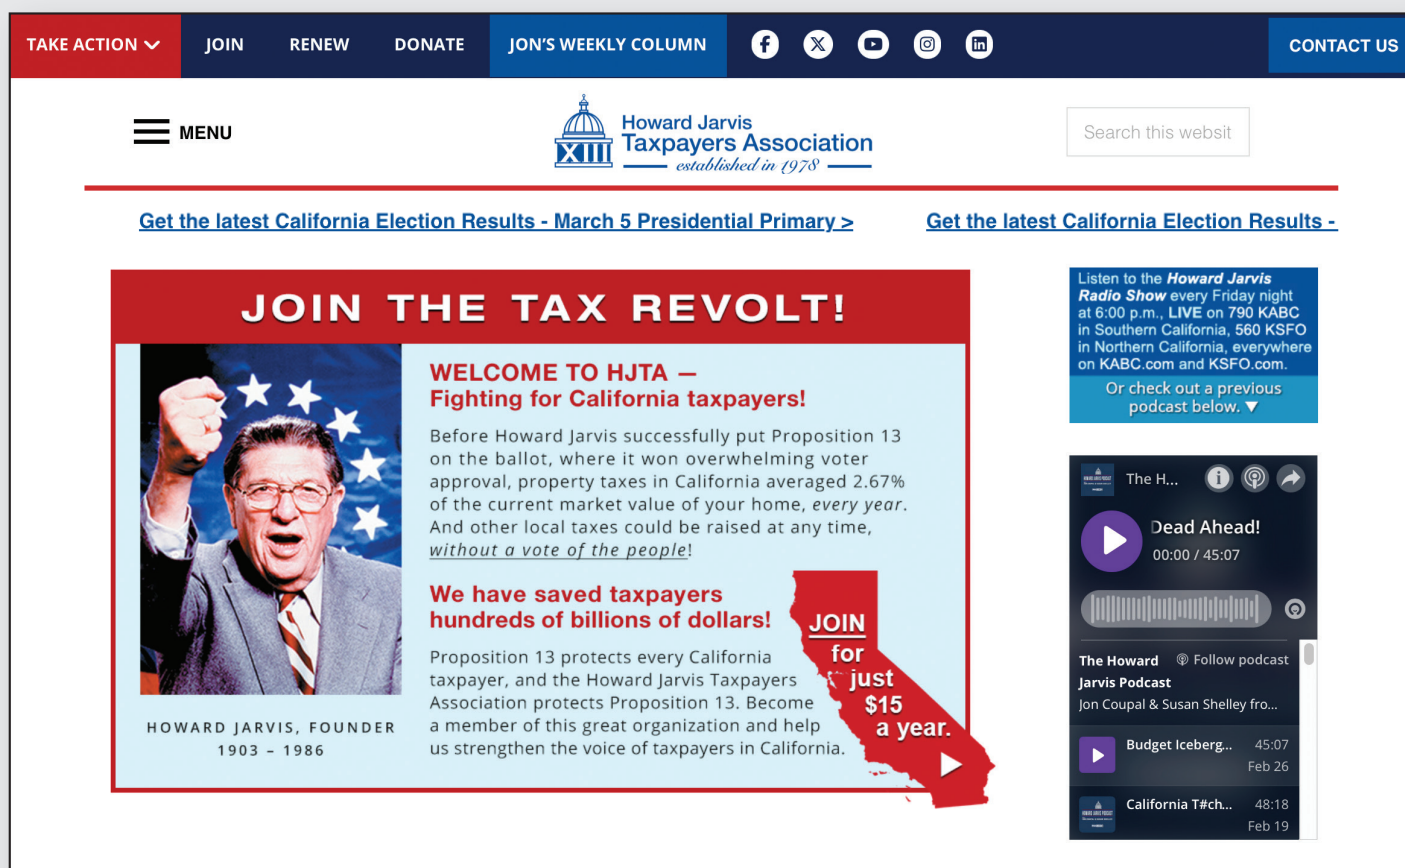 TAKE ACTION
JOIN
RENEW
DONATE
JON'S WEEKLY COLUMN
CONTACT US
MENU
XIII
Howard Jarvis
Taxpayers Association
established in 1978
Search this websit
Get the latest California Election Results - March 5 Presidential Primary >
Get the latest California Election Results -
JOIN THE TAX REVOLT!
WELCOME TO HJTA —
Fighting for California taxpayers!
Before Howard Jarvis successfully put Proposition 13
on the ballot, where it won overwhelming voter
approval, property taxes in California averaged 2.67%
of the current market value of your home, every year.
And other local taxes could be raised at any time,
without a vote of the people!
We have saved taxpayers
hundreds of billions of dollars!
Proposition 13 protects every California
taxpayer, and the Howard Jarvis Taxpayers
Association protects Proposition 13. Become
a member of this great organization and help
us strengthen the voice of taxpayers in California.
JOIN
for
just
$15
a year.
HOWARD JARVIS, FOUNDER
1903 – 1986
Listen to the Howard Jarvis
Radio Show every Friday night
at 6:00 p.m., LIVE on 790 KABC
in Southern California, 560 KSFO
in Northern California, everywhere
on KABC.com and KSFO.com.
Or check out a previous
podcast below. ▼
The H...
Dead Ahead!
00:00 / 45:07
The Howard
Jarvis Podcast
Follow podcast
Jon Coupal & Susan Shelley fro...
Budget Iceberg... 45:07
Feb 26
California T#ch... 48:18
Feb 19